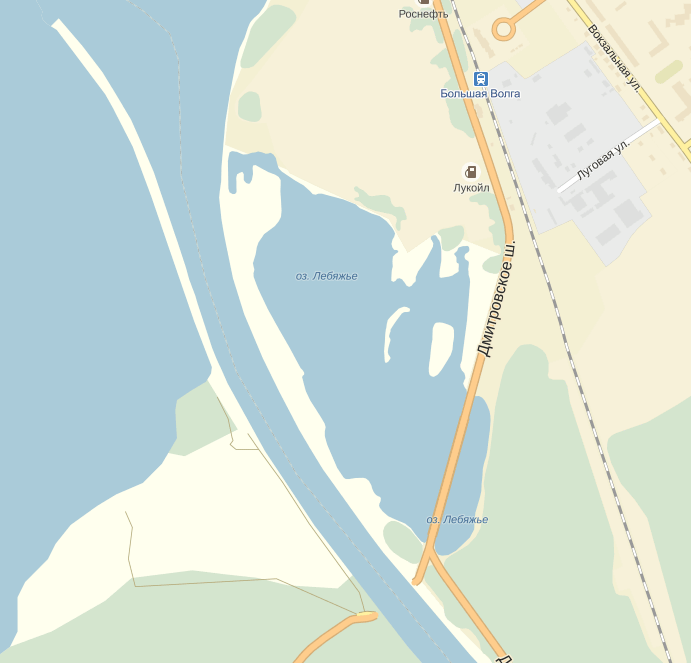 Роснефть
Вокзальная ул.
Большая Волга
Луговая ул.
Лукойл
Дмитровское ш.
оз. Лебяжье
оз. Лебяжье